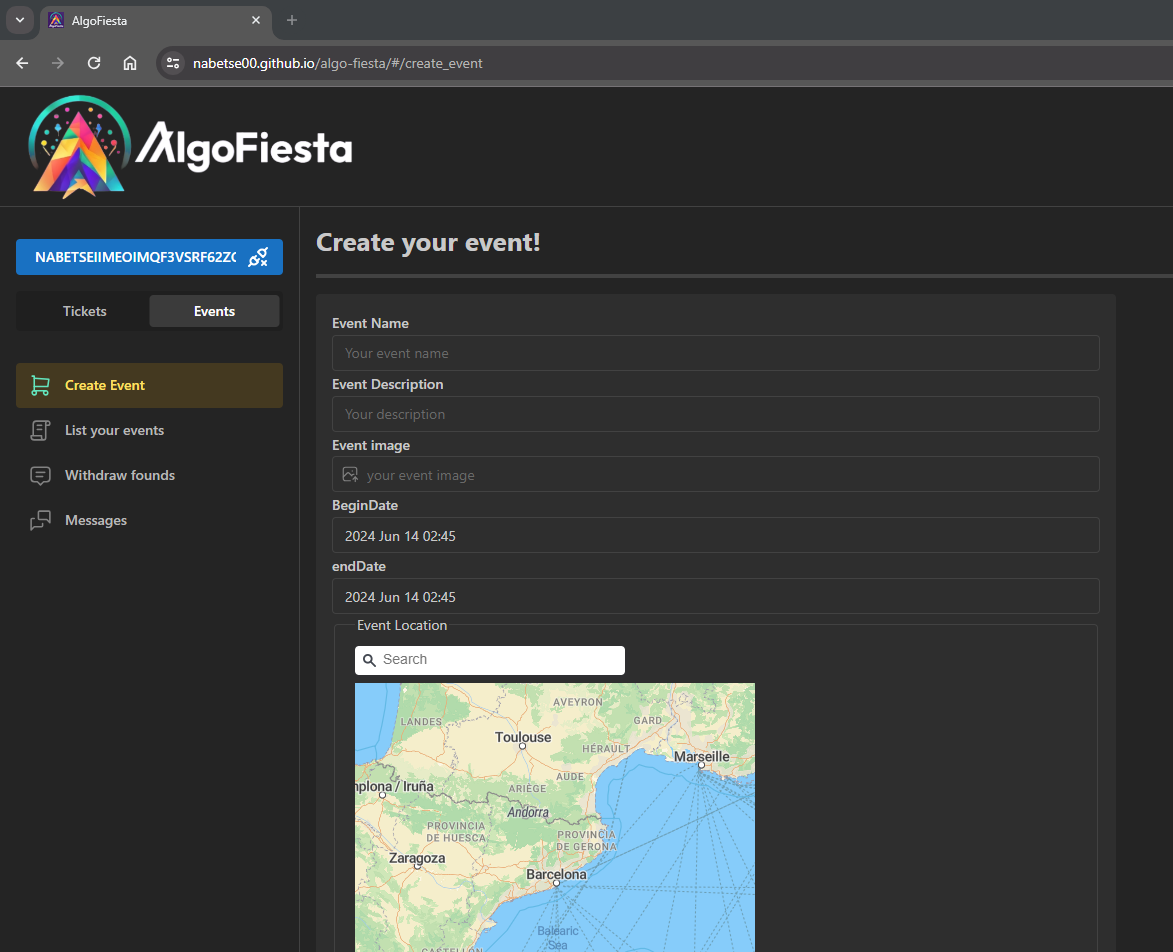 AlgoFiesta
nabetse00.github.io/algo-fiesta/#/create_event
AlgoFiesta
NABETSEIIMEOIMQF3VSRF62Z
Tickets
Events
Create Event
List your events
Withdraw founds
Messages
Create your event!
Event Name
Your event name
Event Description
Your description
Event image
your event image
BeginDate
2024 Jun 14 02:45
endDate
2024 Jun 14 02:45
Event Location
Search
AVEYRON
LANDES
GARD
Toulouse
HÉRAULT
Marseille
AUDE
mplona / Iruña
ARIÈGE
Andorra
PROVINCIA
DE HUESCA
PROVINCIA
DE GERONA
Zaragoza
Barcelona
Balearic
Sea
CASTELLÓN